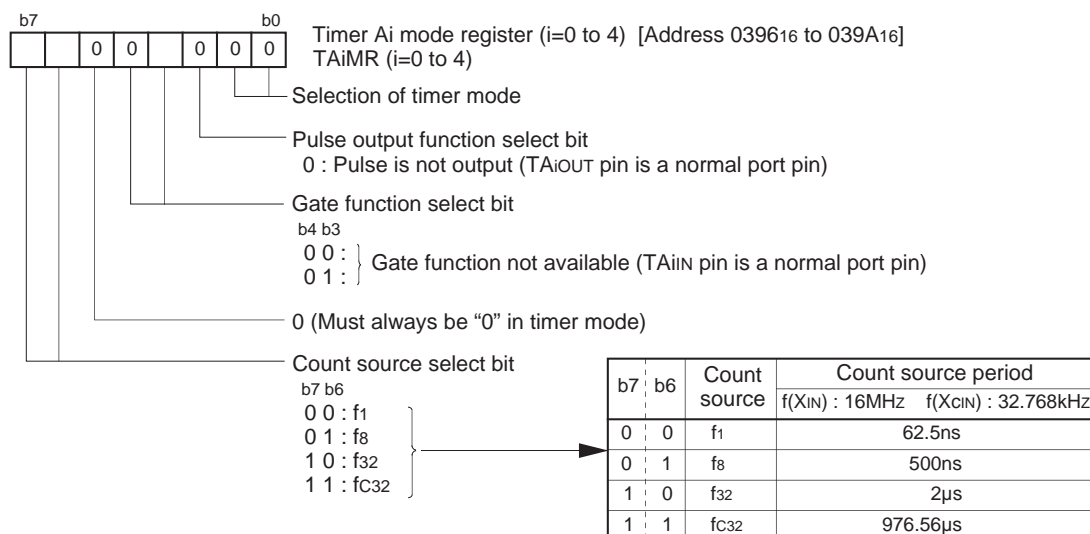 b7 b0
0 0 0 0 0
Timer Ai mode register (i=0 to 4) [Address 039616 to 039A16]
TAiMR (i=0 to 4)
Selection of timer mode
Pulse output function select bit
0 : Pulse is not output (TAiOUT pin is a normal port pin)
Gate function select bit
b4 b3
0 0 :
0 1 :
Gate function not available (TAiIN pin is a normal port pin)
0 (Must always be “0” in timer mode)
Count source select bit
b7 b6
0 0 : f1
0 1 : f8
1 0 : f32
1 1 : fC32
b7 b6 Count source Count source period
f(XIN) : 16MHz f(XCIN) : 32.768kHz
0 0 f1 62.5ns
0 1 f8 500ns
1 0 f32 2μs
1 1 fC32 976.56μs